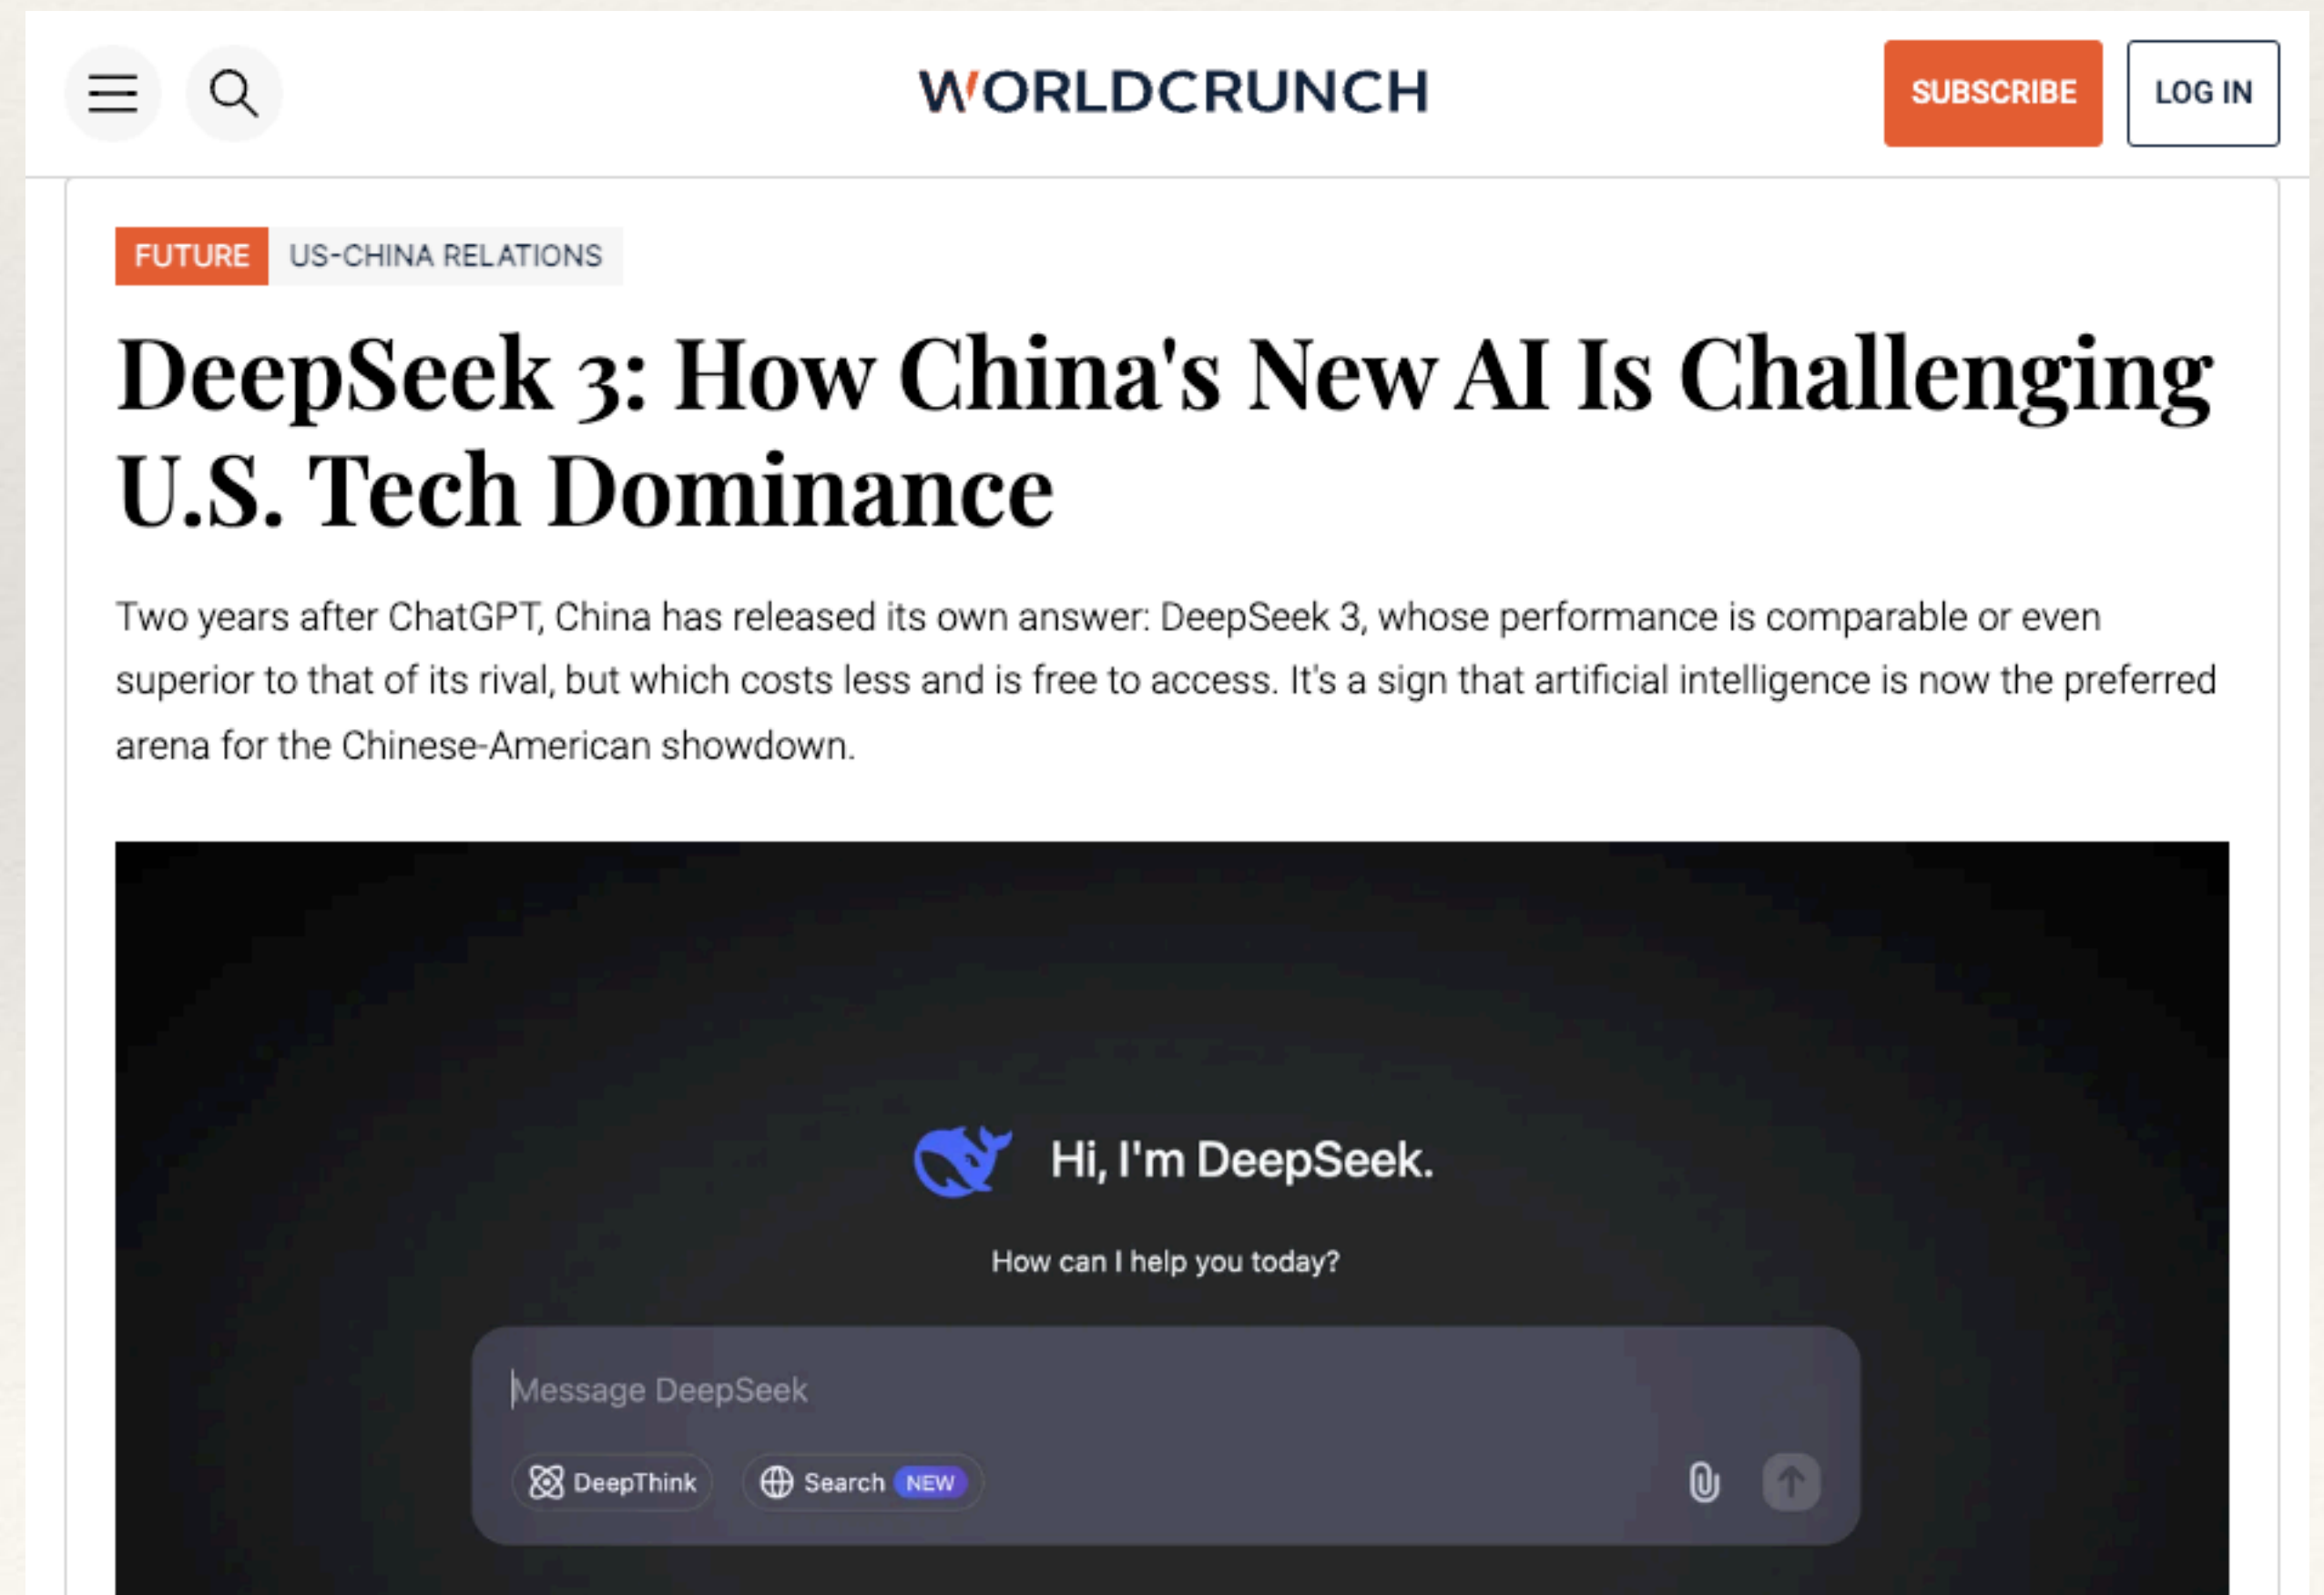 WORLDCRUNCH
SUBSCRIBE
LOG IN
FUTURE
US-CHINA RELATIONS
DeepSeek 3: How China's New AI Is Challenging
U.S. Tech Dominance
Two years after ChatGPT, China has released its own answer: DeepSeek 3, whose performance is comparable or even
superior to that of its rival, but which costs less and is free to access. It's a sign that artificial intelligence is now the preferred
arena for the Chinese-American showdown.
Hi, I'm DeepSeek.
How can I help you today?
Message DeepSeek
DeepThink
Search NEW